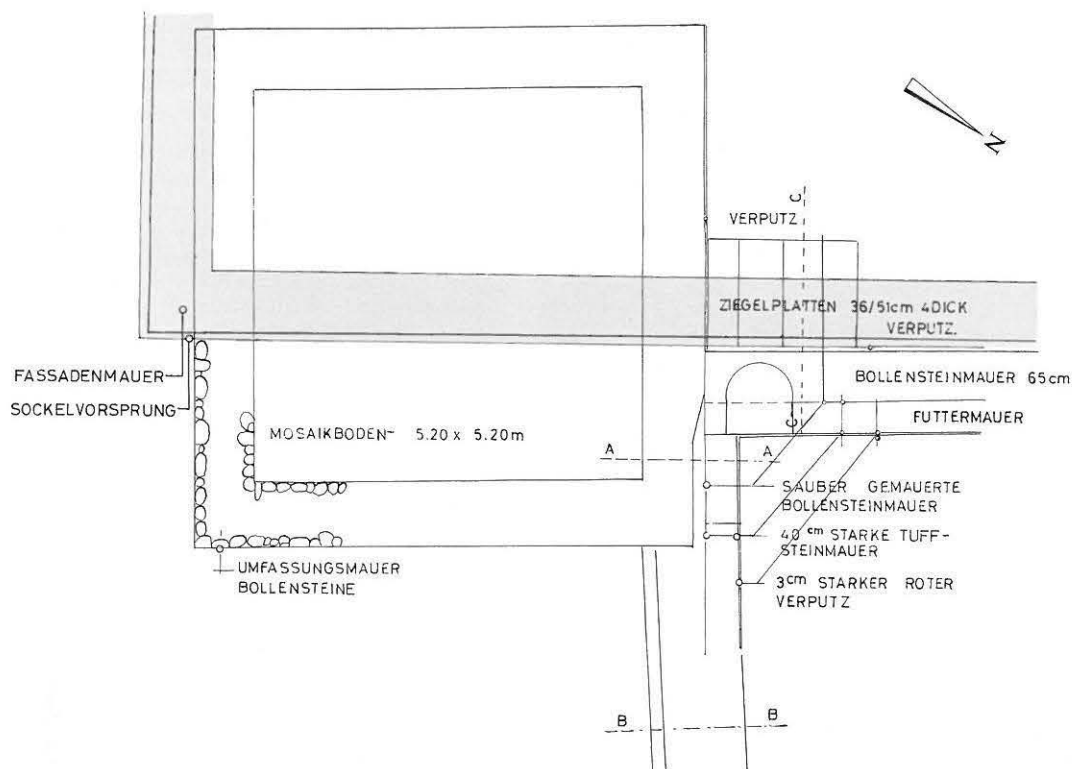 N
C
VERPUTZ
ZIEGELPLATTEN 36/51cm 4DICK
VERPUTZ.
FASSADENMAUER
SOCKELVORSPRUNG
BOLLENSTEINMAUER 65cm
FUTTERMAUER
C'
MOSAIKBODEN- 5.20 x 5.20m
A A
SAUBER GEMAUERTE
BOLLENSTEINMAUER
40 cm STARKE TUFF-
STEINMAUER
UMFASSUNGSMAUER
BOLLENSTEINE
3cm STARKER ROTER
VERPUTZ
B B